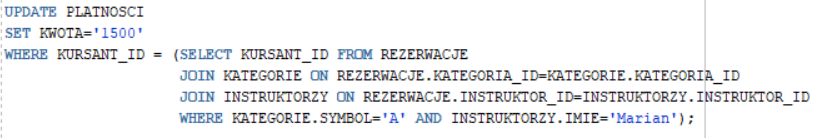 UPDATE PLATNOSCI
SET KWOTA='1500'
WHERE KURSANT_ID = (SELECT KURSANT_ID FROM REZERWACJE
JOIN KATEGORIE ON REZERWACJE.KATEGORIA_ID=KATEGORIE.KATEGORIA_ID
JOIN INSTRUKTORZY ON REZERWACJE.INSTRUKTOR_ID=INSTRUKTORZY.INSTRUKTOR_ID
WHERE KATEGORIE.SYMBOL='A' AND INSTRUKTORZY.IMIE='Marian');